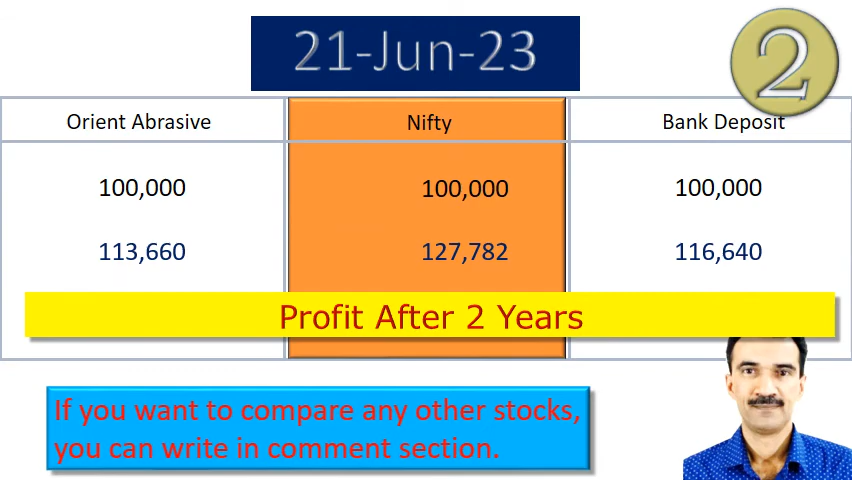 21-Jun-23
2
Orient Abrasive Nifty Bank Deposit
100,000 100,000 100,000
113,660 127,782 116,640
Profit After 2 Years
If you want to compare any other stocks,
you can write in comment section.